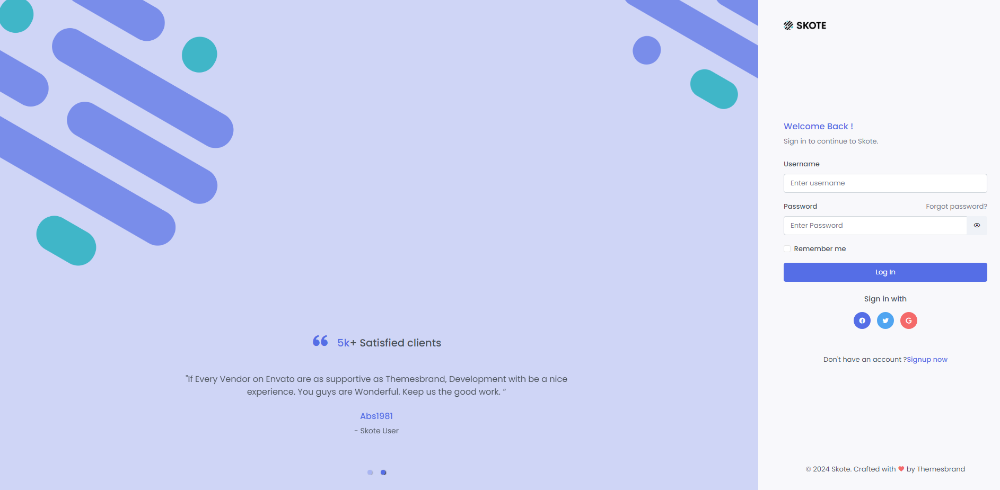 SKOTE
Welcome Back !
Sign in to continue to Skote.
Username
Enter username
Password
Forgot password?
Enter Password
Remember me
Log In
Sign in with
Don't have an account ?Signup now
© 2024 Skote. Crafted with ❤ by Themesbrand
5k+ Satisfied clients
"If Every Vendor on Envato are as supportive as Themesbrand, Development with be a nice
experience. You guys are Wonderful. Keep us the good work. “
Abs1981
- Skote User